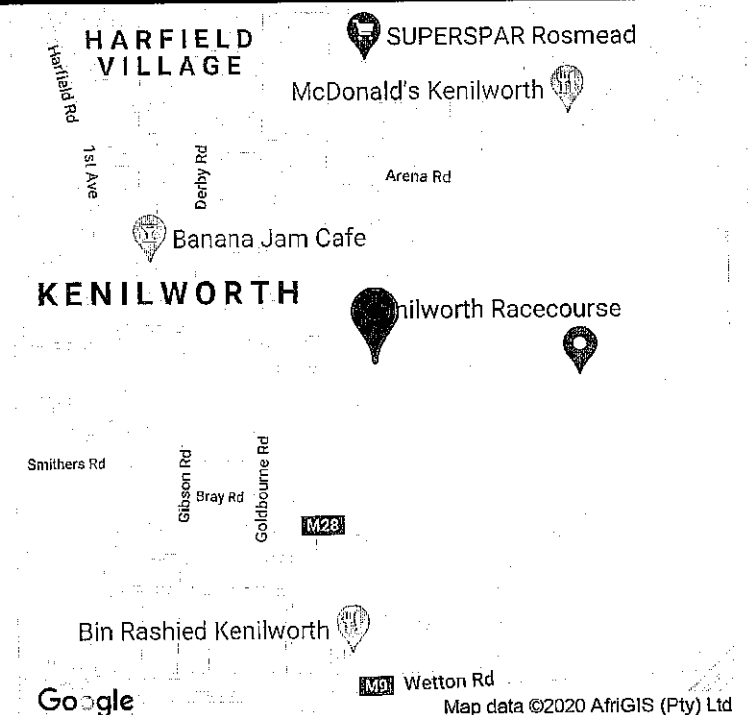 HARFIELD
VILLAGE
SUPERSPAR Rosmead
McDonald's Kenilworth
Harfield Rd
1st Ave
Derby Rd
Arena Rd
Banana Jam Cafe
KENILWORTH
nilworth Racecourse
Smithers Rd
Gibson Rd
Bray Rd
Goldbourne Rd
M28
Bin Rashied Kenilworth
M9 Wetton Rd
Google
Map data ©2020 AfriGIS (Pty) Ltd